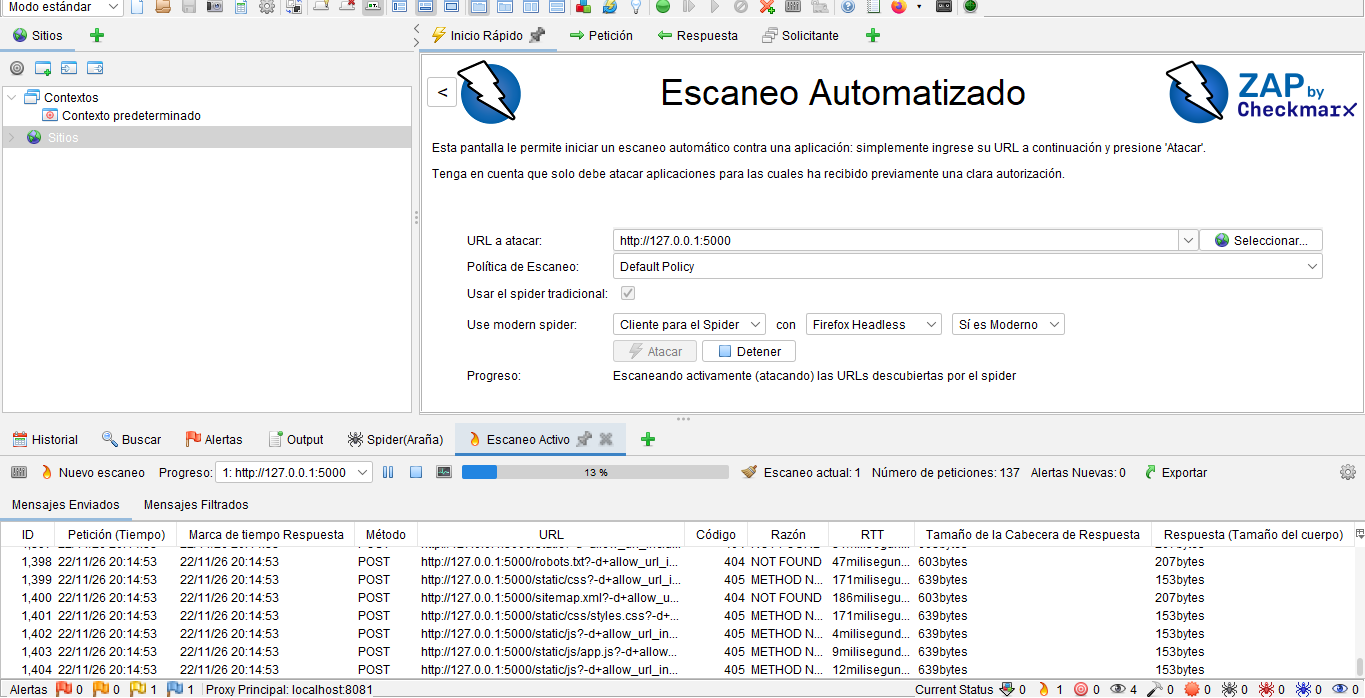 Modo estándar
Sitios
Inicio Rápido Petición Respuesta Solicitante
Contextos
Contexto predeterminado
Sitios
<
Escaneo Automatizado
ZAP by
Checkmarx
Esta pantalla le permite iniciar un escaneo automático contra una aplicación: simplemente ingrese su URL a continuación y presione 'Atacar'.
Tenga en cuenta que solo debe atacar aplicaciones para las cuales ha recibido previamente una clara autorización.
URL a atacar: http://127.0.0.1:5000 Seleccionar...
Política de Escaneo: Default Policy
Usar el spider tradicional:
Use modern spider: Cliente para el Spider con Firefox Headless Sí es Moderno
Atacar Detener
Progreso: Escaneando activamente (atacando) las URLs descubiertas por el spider
Historial Buscar Alertas Output Spider(Araña) Escaneo Activo
Nuevo escaneo Progreso: 1: http://127.0.0.1:5000 13 % Escaneo actual: 1 Número de peticiones: 137 Alertas Nuevas: 0 Exportar
Mensajes Enviados Mensajes Filtrados
ID Petición (Tiempo) Marca de tiempo Respuesta Método URL Código Razón RTT Tamaño de la Cabecera de Respuesta Respuesta (Tamaño del cuerpo)
1,398 22/11/26 20:14:53 22/11/26 20:14:53 POST http://127.0.0.1:5000/robots.txt?-d+allow_url_i... 404 NOT FOUND 47milisegun... 603bytes 207bytes
1,399 22/11/26 20:14:53 22/11/26 20:14:53 POST http://127.0.0.1:5000/static/css?-d+allow_url_i... 405 METHOD N... 171milisegun... 639bytes 153bytes
1,400 22/11/26 20:14:53 22/11/26 20:14:53 POST http://127.0.0.1:5000/sitemap.xml?-d+allow_u... 404 NOT FOUND 186milisegun... 603bytes 207bytes
1,401 22/11/26 20:14:53 22/11/26 20:14:53 POST http://127.0.0.1:5000/static/css/styles.css?-d+... 405 METHOD N... 171milisegun... 639bytes 153bytes
1,402 22/11/26 20:14:53 22/11/26 20:14:53 POST http://127.0.0.1:5000/static/js?-d+allow_url_in... 405 METHOD N... 4milisegund... 639bytes 153bytes
1,403 22/11/26 20:14:53 22/11/26 20:14:53 POST http://127.0.0.1:5000/static/js/app.js?-d+allow... 405 METHOD N... 9milisegund... 639bytes 153bytes
1,404 22/11/26 20:14:53 22/11/26 20:14:53 POST http://127.0.0.1:5000/static/js?-d+allow_url_in... 405 METHOD N... 12milisegun... 639bytes 153bytes
Alertas 0 0 1 1 Proxy Principal: localhost:8081 Current Status 0 1 0 4 0 0 0 0 0 0